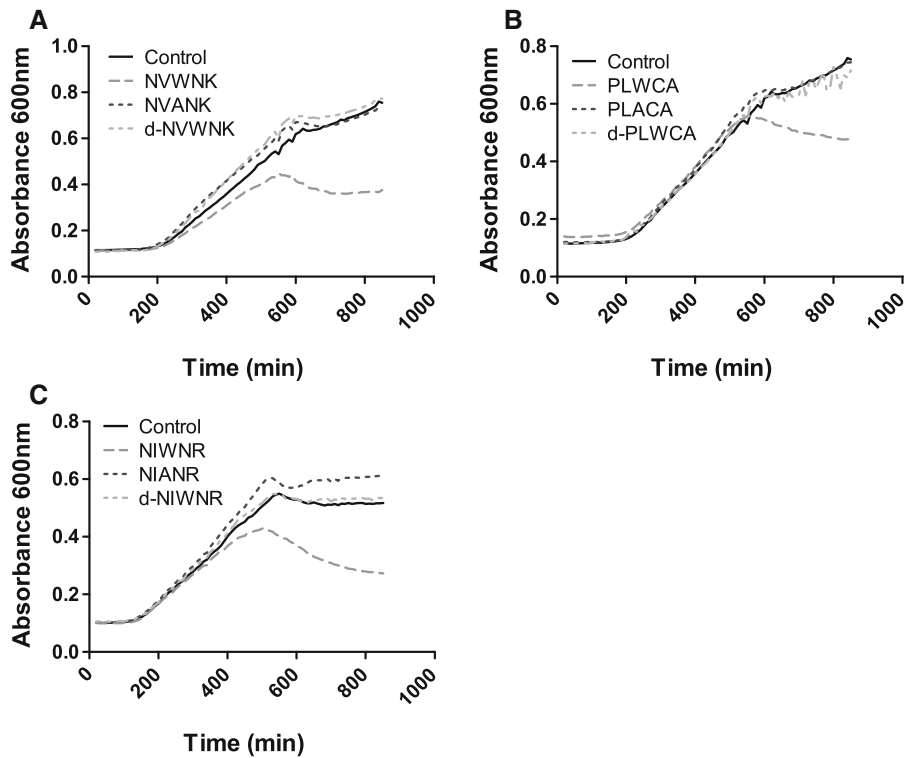 A
Absorbance 600nm
1.0
0.8
0.6
0.4
0.2
0.0
Control
NVWNK
NVANK
d-NVWNK
0
200
400
600
800
1000
Time (min)
B
Absorbance 600nm
0.8
0.6
0.4
0.2
0.0
Control
PLWCA
PLACA
d-PLWCA
0
200
400
600
800
1000
Time (min)
C
Absorbance 600nm
0.8
0.6
0.4
0.2
0.0
Control
NIWNR
NIANR
d-NIWNR
0
200
400
600
800
1000
Time (min)